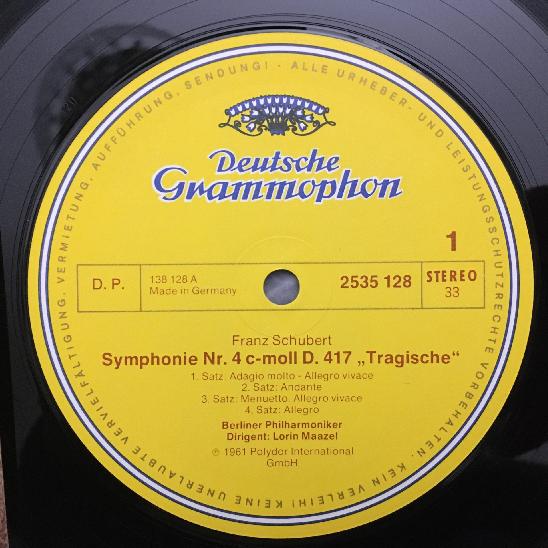 Deutsche
Grammophon
1
D. P.
138 128 A
Made in Germany
2535 128
STEREO
33
Franz Schubert
Symphonie Nr. 4 c-moll D. 417 „Tragische“
1. Satz: Adagio molto - Allegro vivace
2. Satz: Andante
3. Satz: Menuetto. Allegro vivace
4. Satz: Allegro
Berliner Philharmoniker
Dirigent: Lorin Maazel
℗ 1961 Polydor International
GmbH
ALLE URHEBER- UND LEISTUNGSSCHUTZRECHTE VORBEHALTEN. KEIN VERLEIH! KEINE UNERLAUBTE VERVIELFÄLTIGUNG, VERMIETUNG, AUFFÜHRUNG, SENDUNG! -